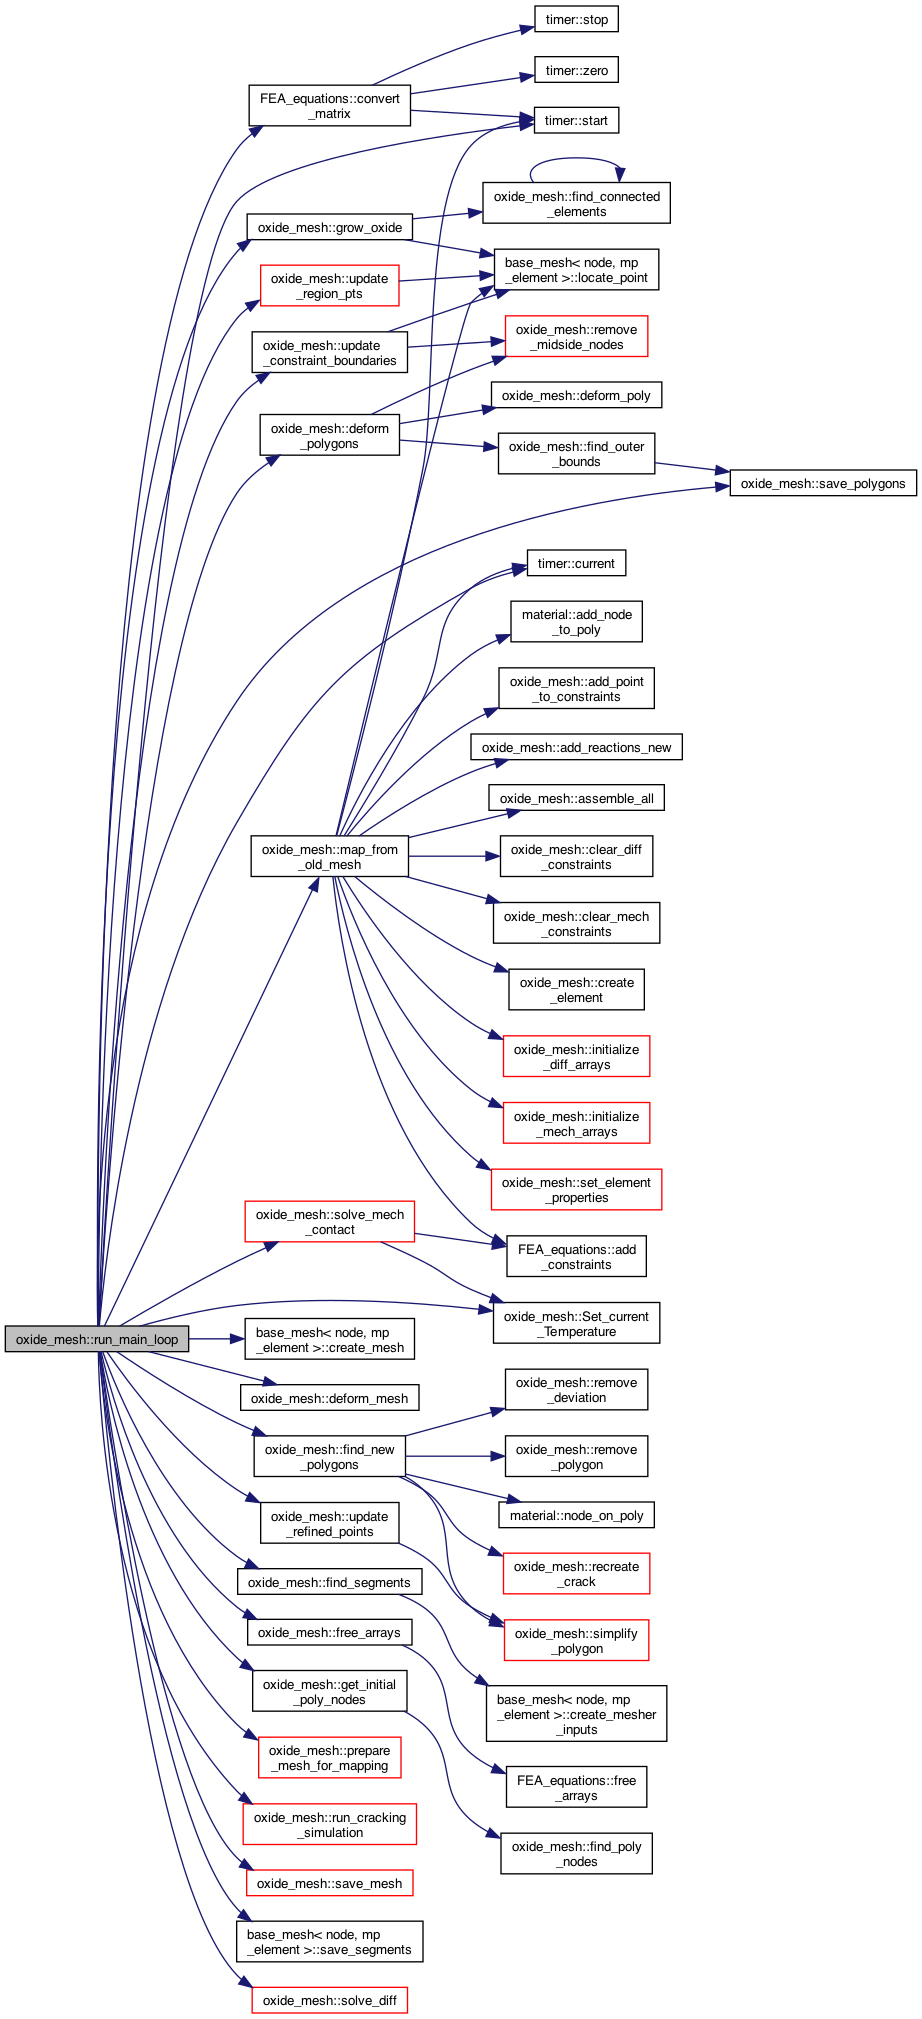 timer::stop
timer::zero
FEA_equations::convert
_matrix
timer::start
oxide_mesh::find_connected
_elements
oxide_mesh::grow_oxide
base_mesh< node, mp
_element >::locate_point
oxide_mesh::update
_region_pts
oxide_mesh::remove
_midside_nodes
oxide_mesh::update
_constraint_boundaries
oxide_mesh::deform_poly
oxide_mesh::deform
_polygons
oxide_mesh::find_outer
_bounds
oxide_mesh::save_polygons
timer::current
material::add_node
_to_poly
oxide_mesh::add_point
_to_constraints
oxide_mesh::add_reactions_new
oxide_mesh::assemble_all
oxide_mesh::map_from
_old_mesh
oxide_mesh::clear_diff
_constraints
oxide_mesh::clear_mech
_constraints
oxide_mesh::create
_element
oxide_mesh::initialize
_diff_arrays
oxide_mesh::initialize
_mech_arrays
oxide_mesh::set_element
_properties
oxide_mesh::solve_mech
_contact
FEA_equations::add
_constraints
oxide_mesh::Set_current
_Temperature
oxide_mesh::run_main_loop
base_mesh< node, mp
_element >::create_mesh
oxide_mesh::deform_mesh
oxide_mesh::remove
_deviation
oxide_mesh::find_new
_polygons
oxide_mesh::remove
_polygon
material::node_on_poly
oxide_mesh::update
_refined_points
oxide_mesh::recreate
_crack
oxide_mesh::find_segments
oxide_mesh::free_arrays
oxide_mesh::simplify
_polygon
oxide_mesh::get_initial
_poly_nodes
base_mesh< node, mp
_element >::create_mesher
_inputs
oxide_mesh::prepare
_mesh_for_mapping
FEA_equations::free
_arrays
oxide_mesh::run_cracking
_simulation
oxide_mesh::find_poly
_nodes
oxide_mesh::save_mesh
base_mesh< node, mp
_element >::save_segments
oxide_mesh::solve_diff